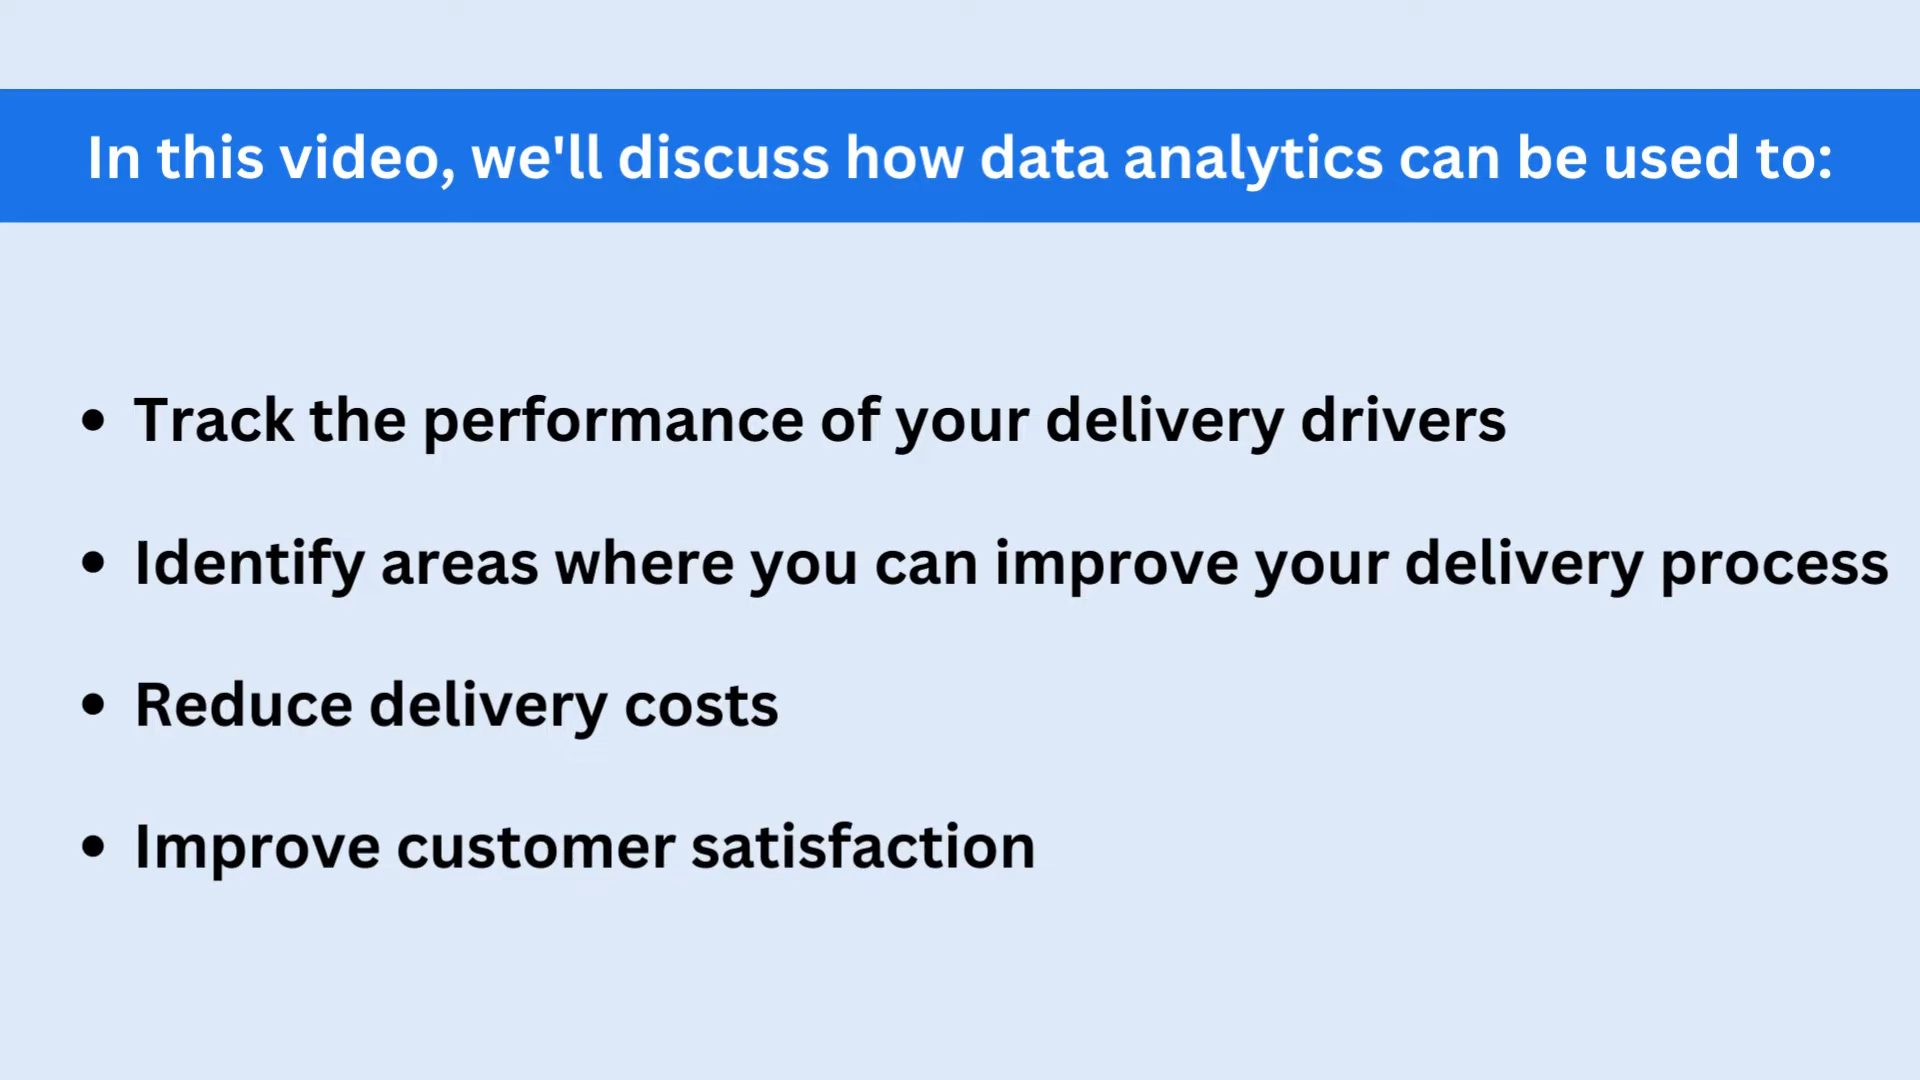 In this video, we'll discuss how data analytics can be used to:
• Track the performance of your delivery drivers
• Identify areas where you can improve your delivery process
• Reduce delivery costs
• Improve customer satisfaction